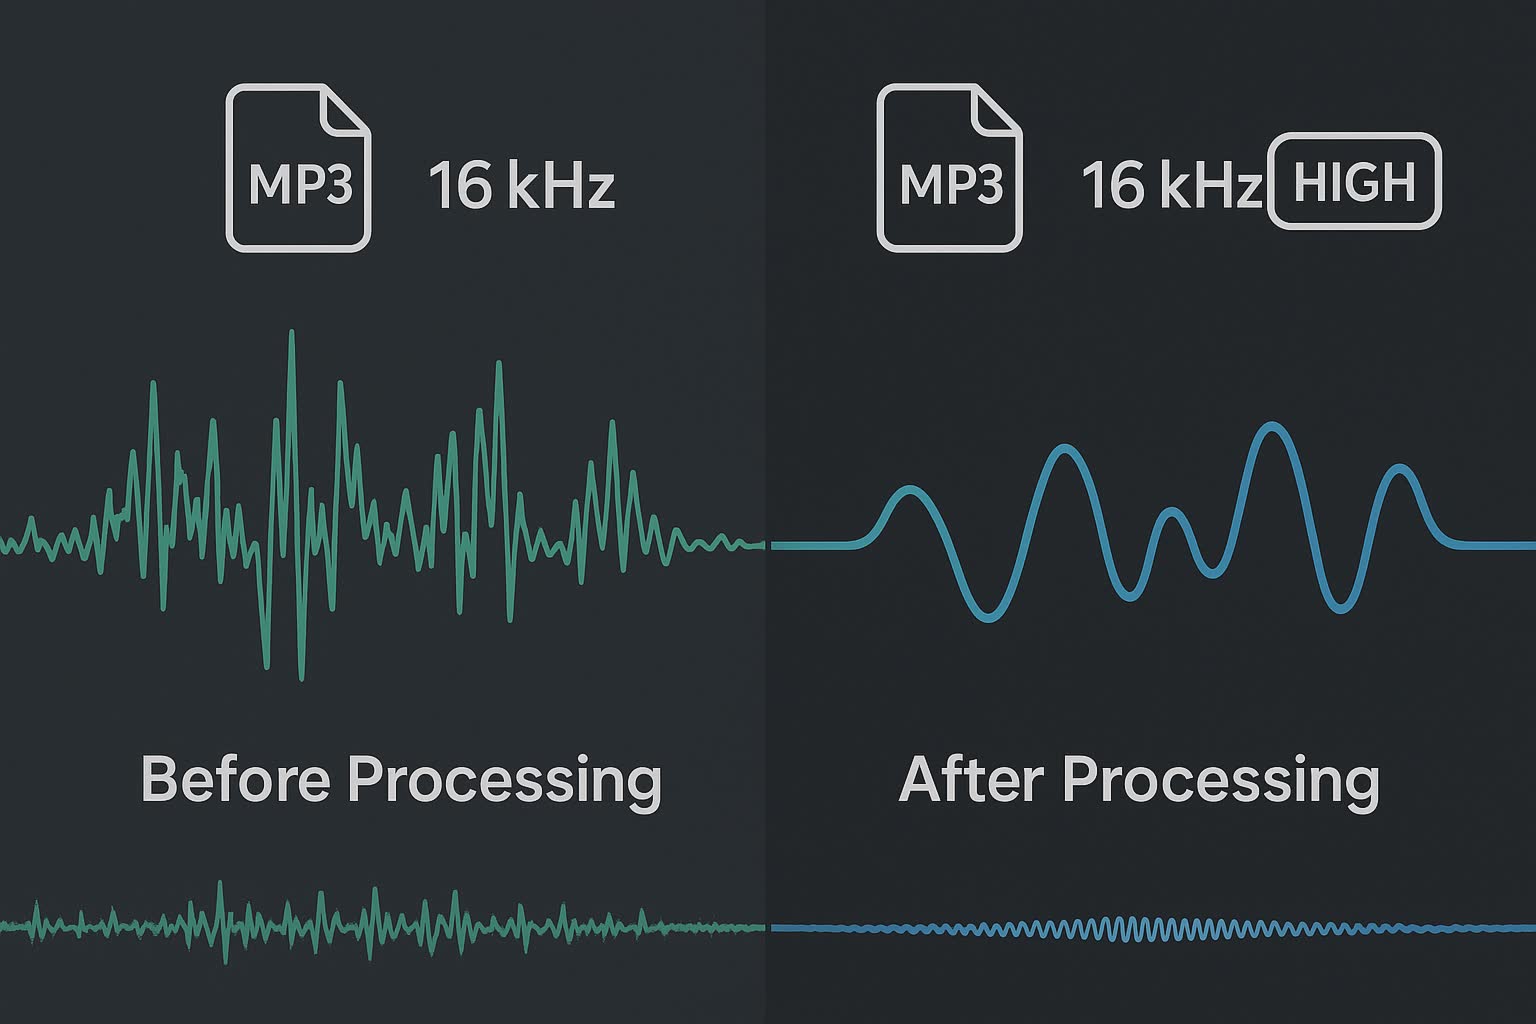 MP3 16 kHz
MP3 16 kHz HIGH
Before Processing
After Processing